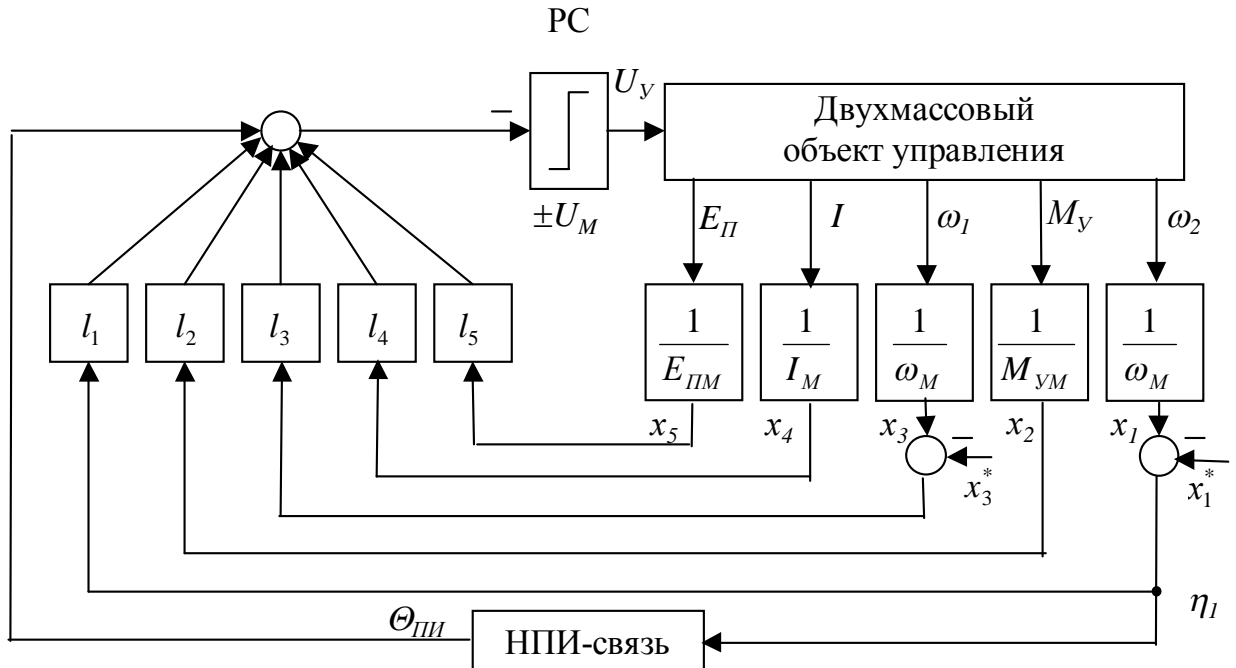 РС
U_У
Двухмассовый
объект управления
−
±U_М
E_П
I
ω_1
M_У
ω_2
l_1
l_2
l_3
l_4
l_5
1
E_ПМ
1
I_М
1
ω_М
1
M_УМ
1
ω_М
x_5
x_4
x_3
x_2
x_1
−
−
x_3^*
x_1^*
η_1
Θ_ПИ
НПИ-связь